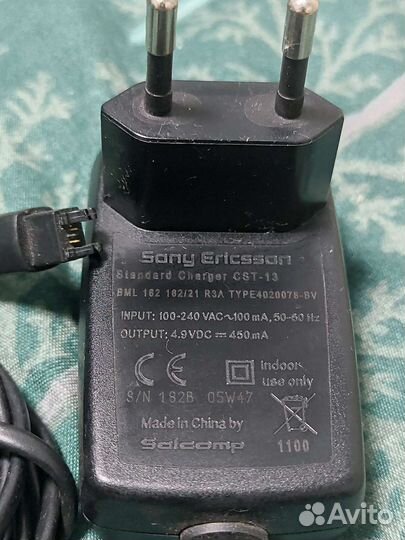 Sony Ericsson
Standard Charger CST-13
BML 162 162/21 R3A TYPE4020078-BV
INPUT: 100-240 VAC~100 mA, 50-60 Hz
OUTPUT: 4.9VDC ⎓ 450 mA
CE
Indoor
use only
S/N 182B 05W47
Made in China by
Salcomp
1100
Avito